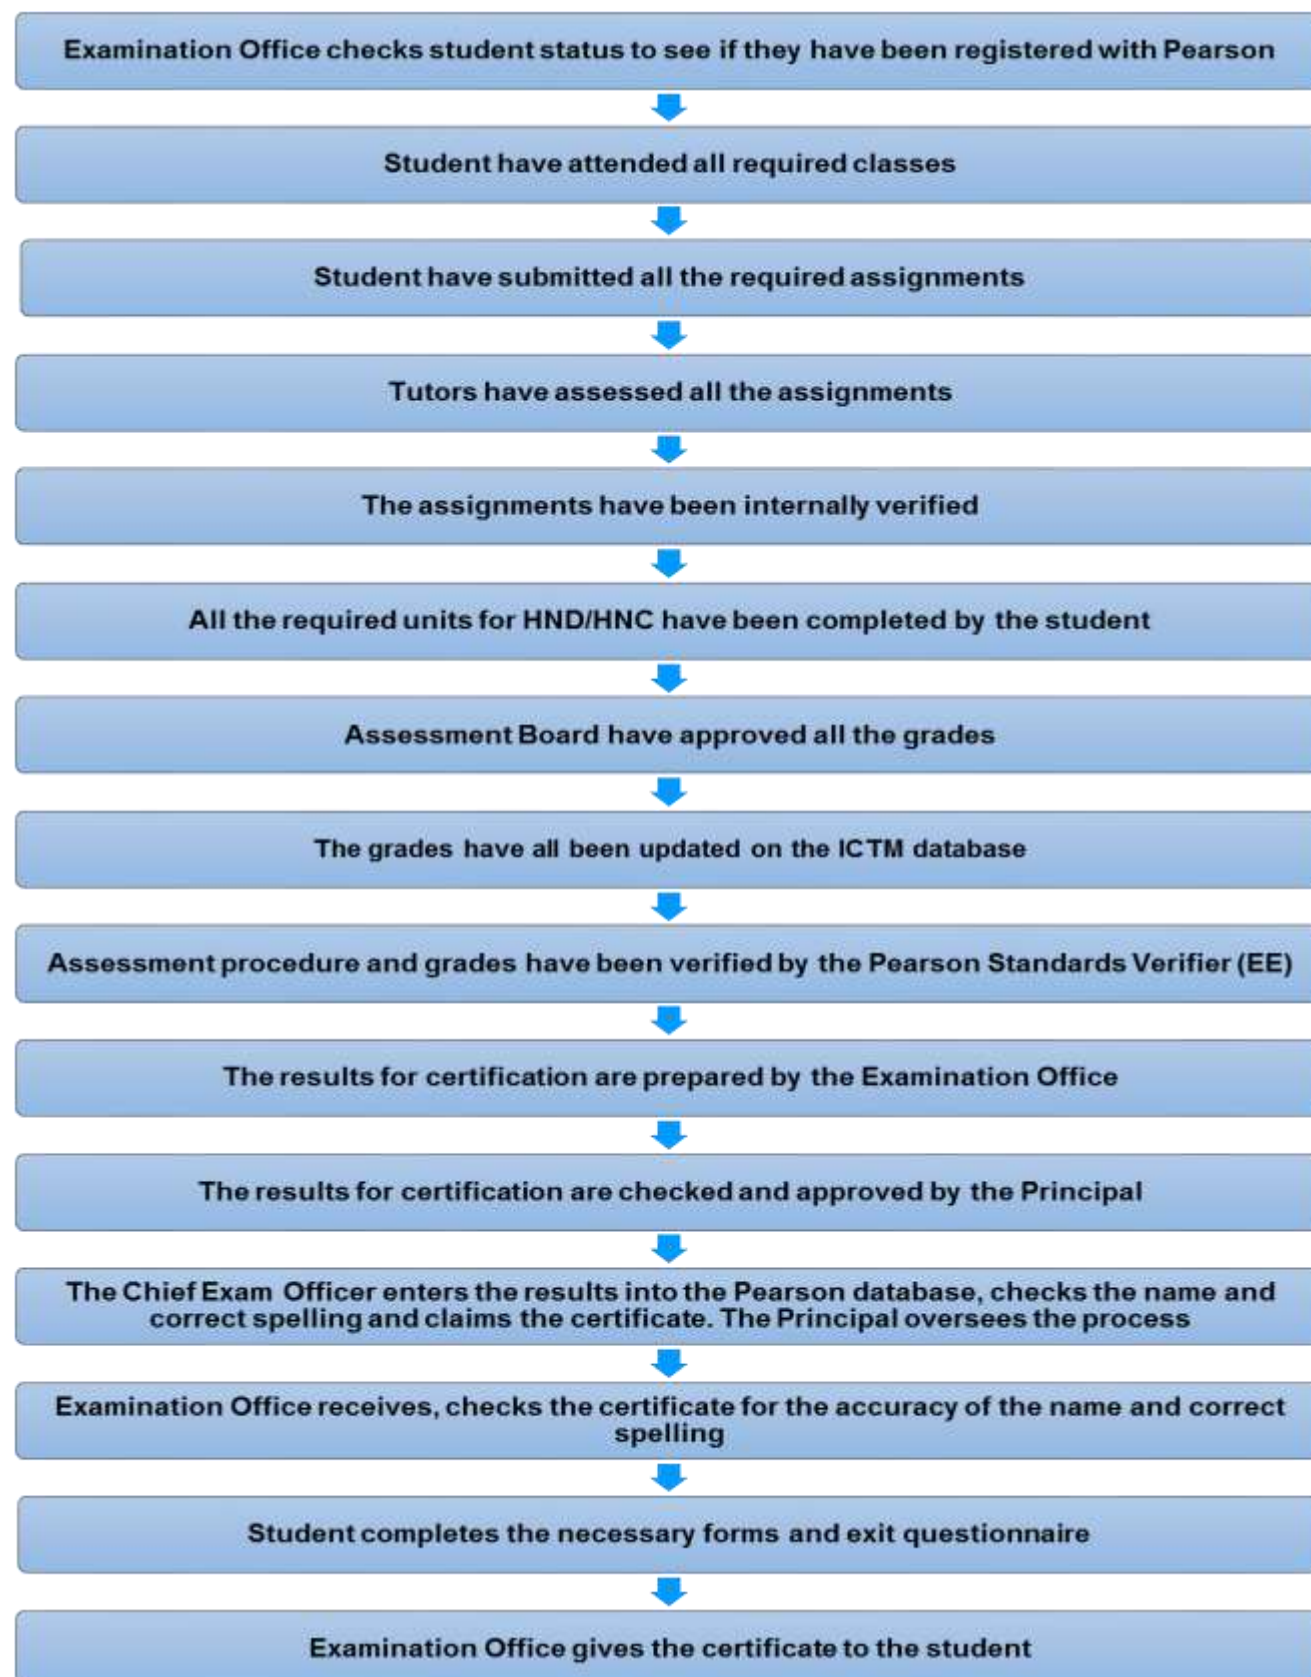 Examination Office checks student status to see if they have been registered with Pearson
Student have attended all required classes
Student have submitted all the required assignments
Tutors have assessed all the assignments
The assignments have been internally verified
All the required units for HND/HNC have been completed by the student
Assessment Board have approved all the grades
The grades have all been updated on the ICTM database
Assessment procedure and grades have been verified by the Pearson Standards Verifier (EE)
The results for certification are prepared by the Examination Office
The results for certification are checked and approved by the Principal
The Chief Exam Officer enters the results into the Pearson database, checks the name and
correct spelling and claims the certificate. The Principal oversees the process
Examination Office receives, checks the certificate for the accuracy of the name and correct
spelling
Student completes the necessary forms and exit questionnaire
Examination Office gives the certificate to the student